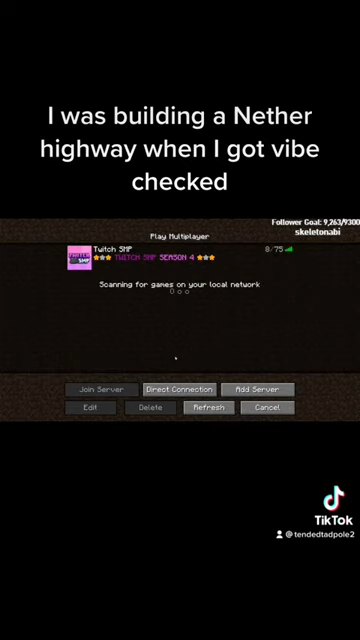 I was building a Nether
highway when I got vibe
checked
Follower Goal: 9,263/9300
skeletonabi
Play Multiplayer
Twitch SMP
8/75
TWITCH SMP SEASON 4
Scanning for games on your local network
Join Server
Direct Connection
Add Server
Edit
Delete
Refresh
Cancel
TikTok
@tendedtadpole2